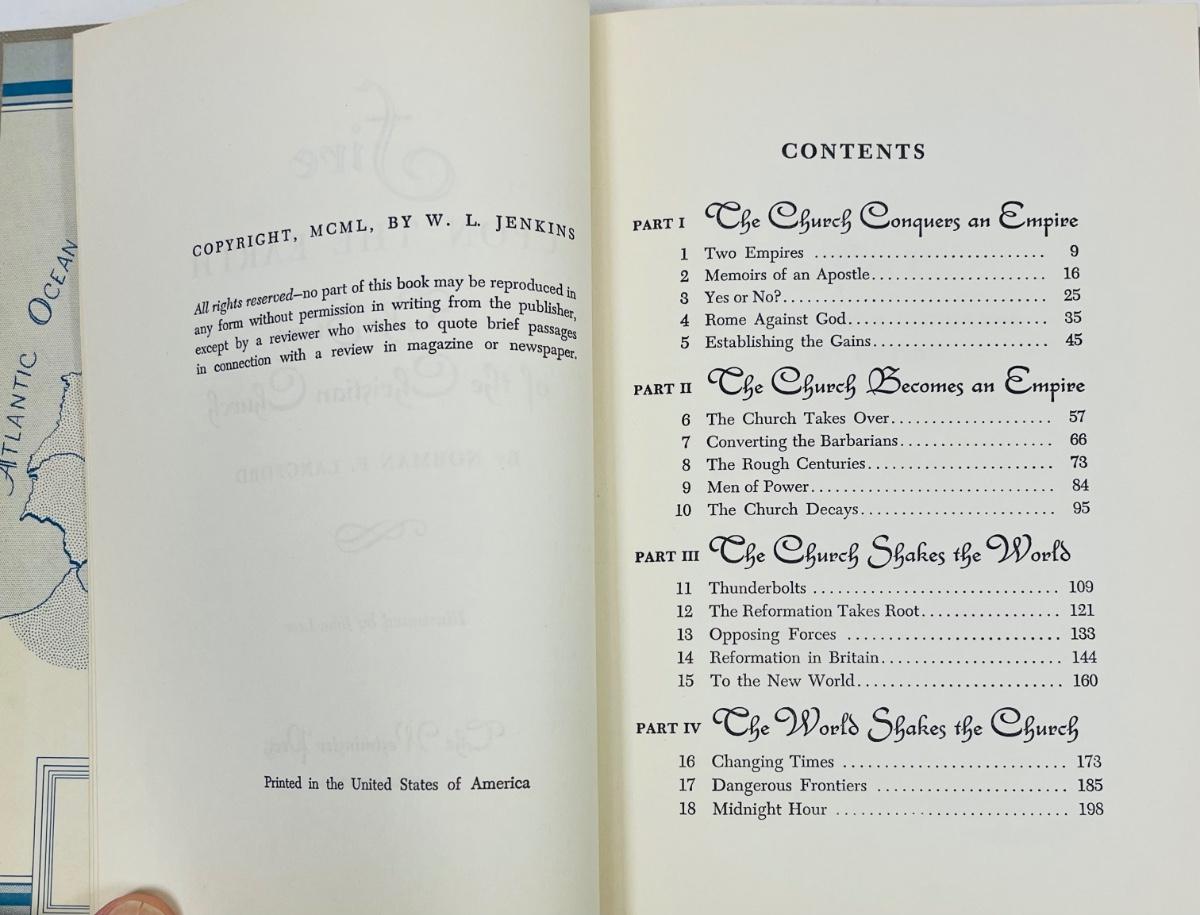 ATLANTIC OCEAN
COPYRIGHT, MCML, BY W. L. JENKINS
All rights reserved—no part of this book may be reproduced in
any form without permission in writing from the publisher,
except by a reviewer who wishes to quote brief passages
in connection with a review in magazine or newspaper.
Printed in the United States of America
CONTENTS
PART I The Church Conquers an Empire
1 Two Empires .............................. 9
2 Memoirs of an Apostle....................... 16
3 Yes or No?.................................. 25
4 Rome Against God.......................... 35
5 Establishing the Gains....................... 45
PART II The Church Becomes an Empire
6 The Church Takes Over..................... 57
7 Converting the Barbarians.................... 66
8 The Rough Centuries......................... 73
9 Men of Power............................... 84
10 The Church Decays......................... 95
PART III The Church Shakes the World
11 Thunderbolts ............................... 109
12 The Reformation Takes Root.................. 121
13 Opposing Forces ........................... 133
14 Reformation in Britain....................... 144
15 To the New World.......................... 160
PART IV The World Shakes the Church
16 Changing Times ............................ 173
17 Dangerous Frontiers ........................ 185
18 Midnight Hour ............................. 198